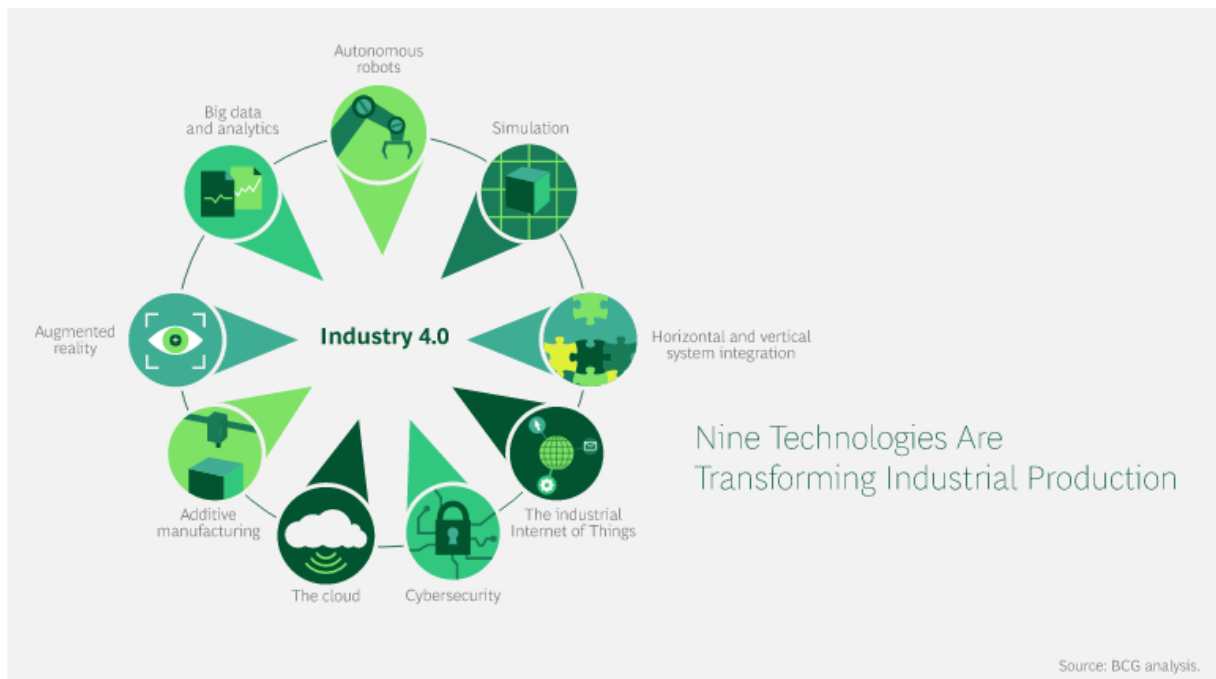 Autonomous
robots
Big data
and analytics
Simulation
Augmented
reality
Industry 4.0
Horizontal and vertical
system integration
Nine Technologies Are
Transforming Industrial Production
Additive
manufacturing
The industrial
Internet of Things
The cloud
Cybersecurity
Source: BCG analysis.